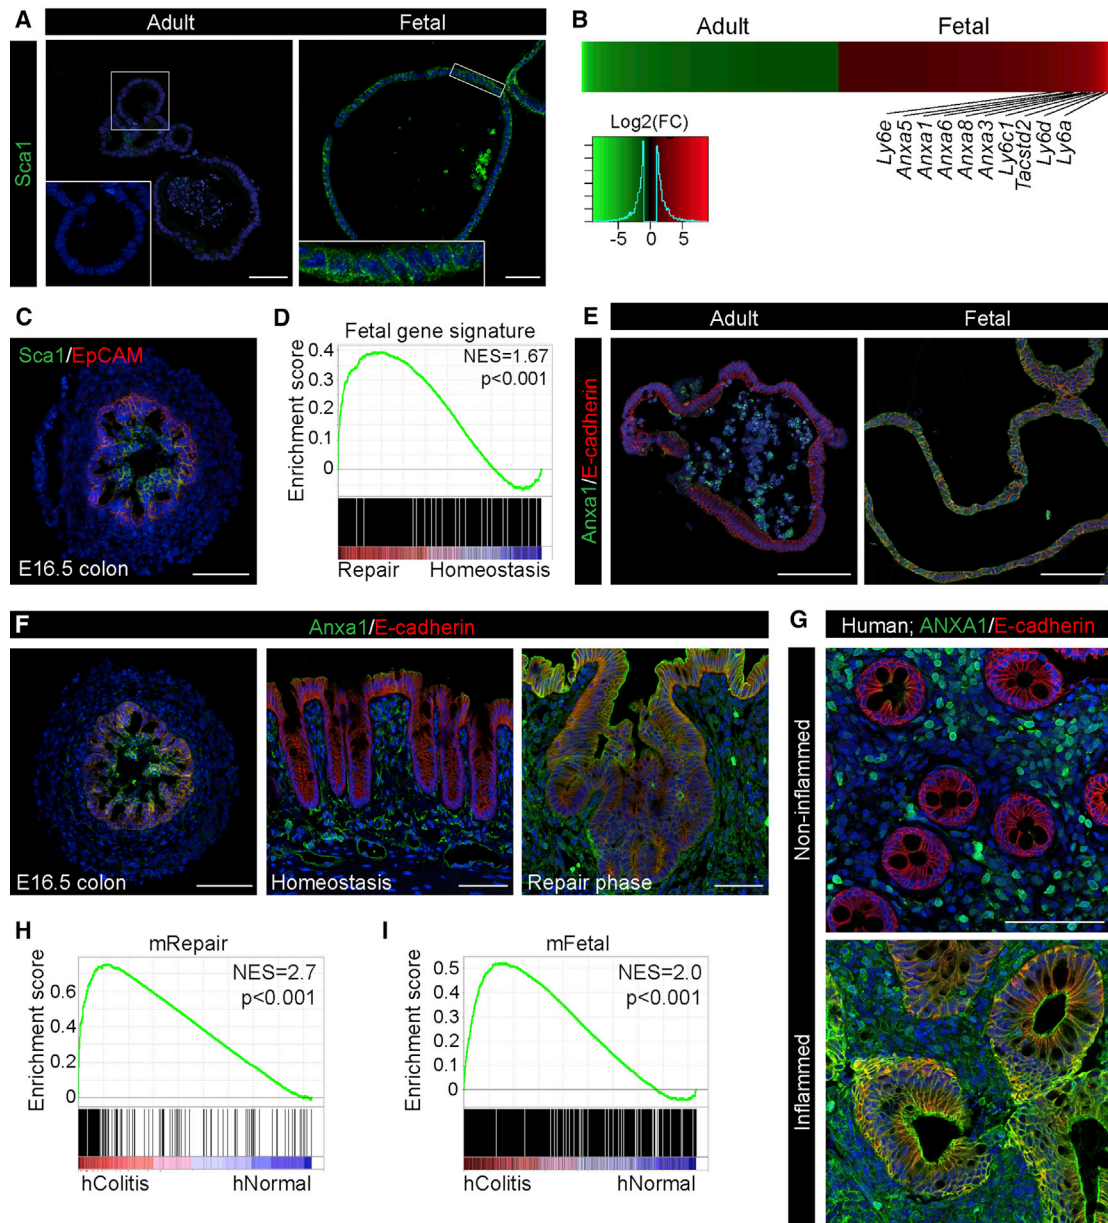 A
Adult
Fetal
Sca1
B
Adult
Fetal
Ly6e
Anxa5
Anxa1
Anxa6
Anxa8
Anxa3
Ly6c1
Tacstd2
Ly6d
Ly6a
Log2(FC)
-5
0
5
C
Sca1/EpCAM
E16.5 colon
D
Fetal gene signature
NES=1.67
p<0.001
Enrichment score
0.4
0.3
0.2
0.1
0
Repair
Homeostasis
E
Adult
Fetal
Anxa1/E-cadherin
F
Anxa1/E-cadherin
E16.5 colon
Homeostasis
Repair phase
G
Human; ANXA1/E-cadherin
Non-inflammed
Inflammed
H
mRepair
NES=2.7
p<0.001
Enrichment score
0.6
0.4
0.2
0
hColitis
hNormal
I
mFetal
NES=2.0
p<0.001
Enrichment score
0.5
0.4
0.3
0.2
0.1
0
hColitis
hNormal